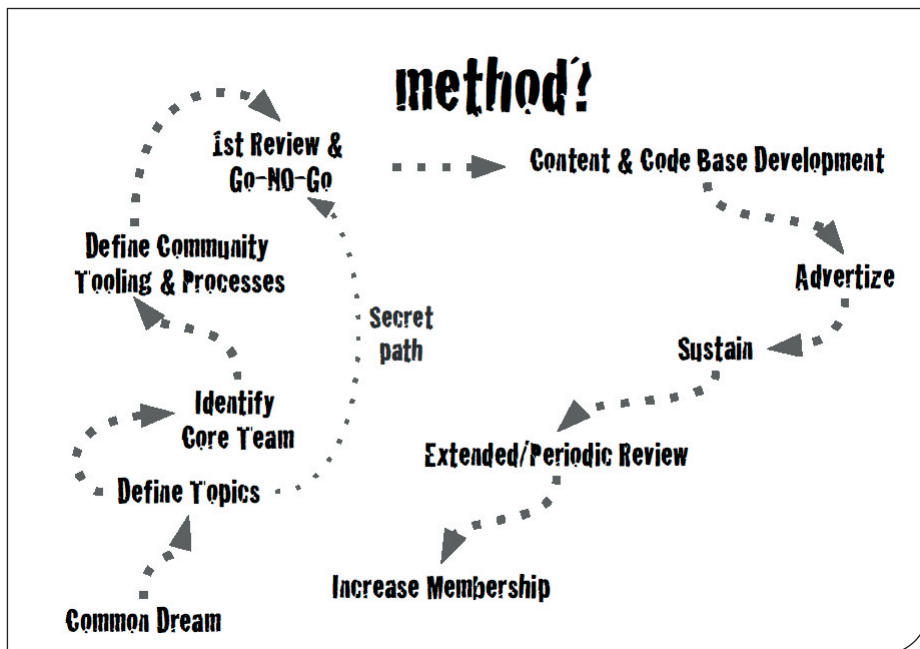 method?
1st Review &
Go-NO-Go
Content & Code Base Development
Define Community
Tooling & Processes
Advertize
Secret
path
Sustain
Identify
Core Team
Extended/Periodic Review
Define Topics
Increase Membership
Common Dream